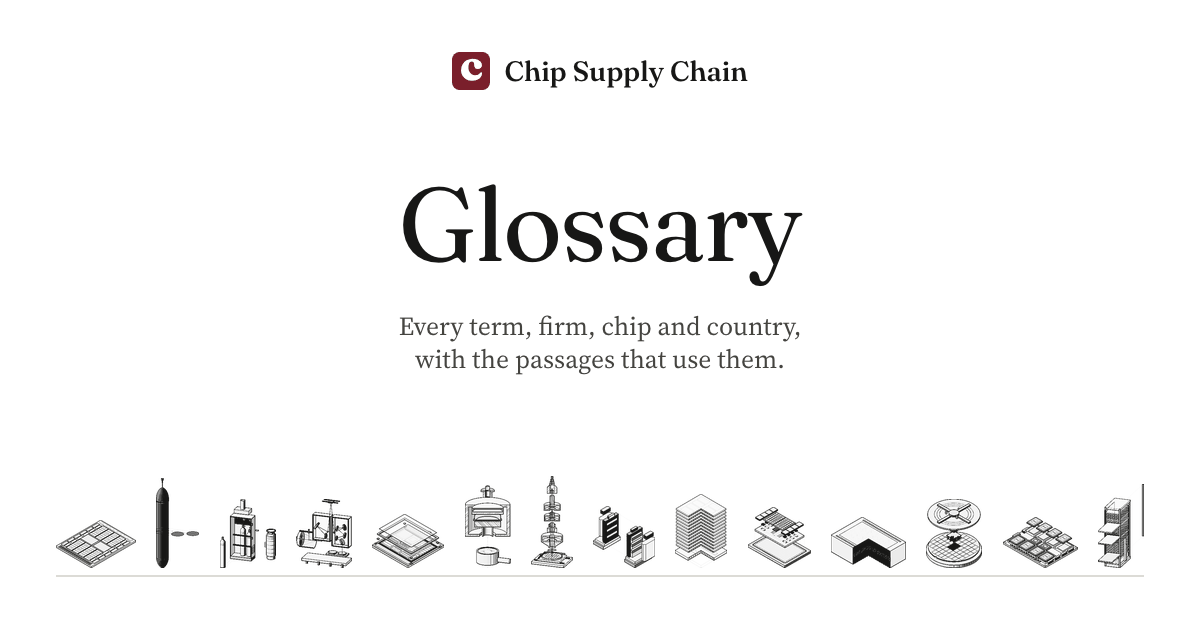 C Chip Supply Chain
Glossary
Every term, firm, chip and country,
with the passages that use them.